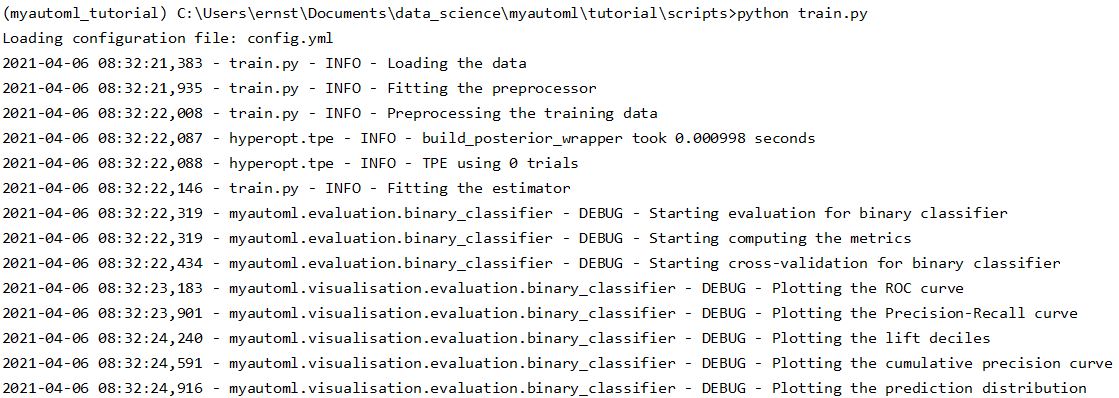 (myautoml_tutorial) C:\Users\ernst\Documents\data_science\myautoml\tutorial\scripts>python train.py
Loading configuration file: config.yml
2021-04-06 08:32:21,383 - train.py - INFO - Loading the data
2021-04-06 08:32:21,935 - train.py - INFO - Fitting the preprocessor
2021-04-06 08:32:22,008 - train.py - INFO - Preprocessing the training data
2021-04-06 08:32:22,087 - hyperopt.tpe - INFO - build_posterior_wrapper took 0.000998 seconds
2021-04-06 08:32:22,088 - hyperopt.tpe - INFO - TPE using 0 trials
2021-04-06 08:32:22,146 - train.py - INFO - Fitting the estimator
2021-04-06 08:32:22,319 - myautoml.evaluation.binary_classifier - DEBUG - Starting evaluation for binary classifier
2021-04-06 08:32:22,319 - myautoml.evaluation.binary_classifier - DEBUG - Starting computing the metrics
2021-04-06 08:32:22,434 - myautoml.evaluation.binary_classifier - DEBUG - Starting cross-validation for binary classifier
2021-04-06 08:32:23,183 - myautoml.visualisation.evaluation.binary_classifier - DEBUG - Plotting the ROC curve
2021-04-06 08:32:23,901 - myautoml.visualisation.evaluation.binary_classifier - DEBUG - Plotting the Precision-Recall curve
2021-04-06 08:32:24,240 - myautoml.visualisation.evaluation.binary_classifier - DEBUG - Plotting the lift deciles
2021-04-06 08:32:24,591 - myautoml.visualisation.evaluation.binary_classifier - DEBUG - Plotting the cumulative precision curve
2021-04-06 08:32:24,916 - myautoml.visualisation.evaluation.binary_classifier - DEBUG - Plotting the prediction distribution